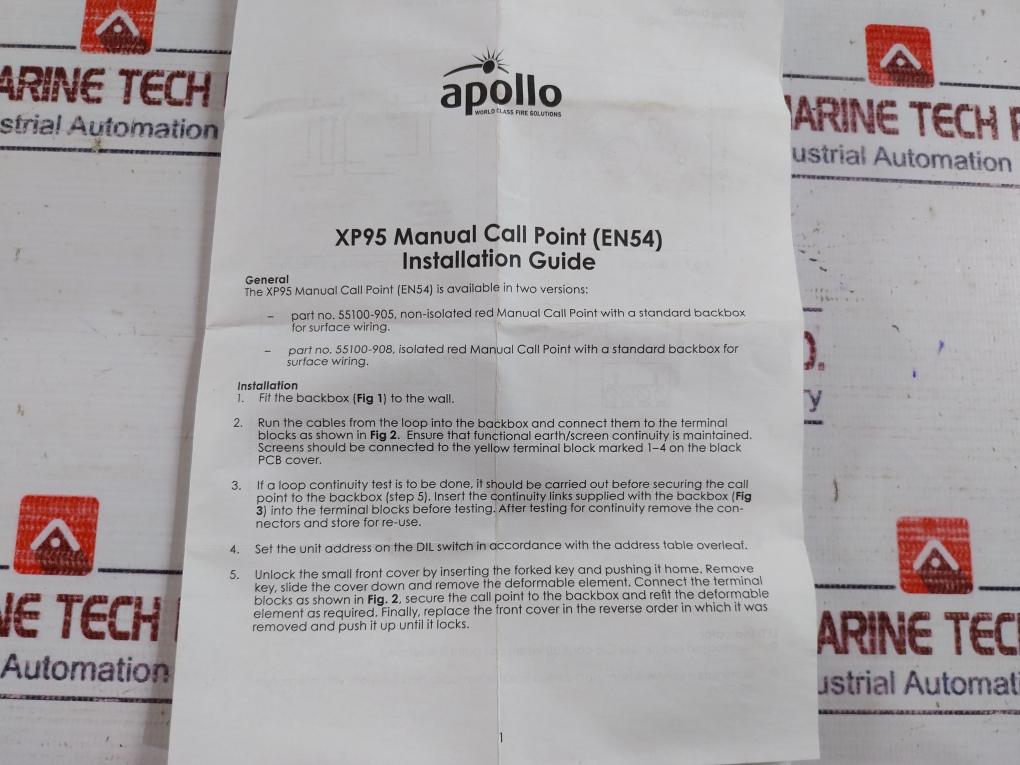 apollo
WORLD CLASS FIRE SOLUTIONS
XP95 Manual Call Point (EN54)
Installation Guide
General
The XP95 Manual Call Point (EN54) is available in two versions:
– part no. 55100-905, non-isolated red Manual Call Point with a standard backbox
for surface wiring.
– part no. 55100-908, isolated red Manual Call Point with a standard backbox for
surface wiring.
Installation
1. Fit the backbox (Fig 1) to the wall.
2. Run the cables from the loop into the backbox and connect them to the terminal
blocks as shown in Fig 2. Ensure that functional earth/screen continuity is maintained.
Screens should be connected to the yellow terminal block marked 1–4 on the black
PCB cover.
3. If a loop continuity test is to be done, it should be carried out before securing the call
point to the backbox (step 5). Insert the continuity links supplied with the backbox (Fig
3) into the terminal blocks before testing. After testing for continuity remove the con-
nectors and store for re-use.
4. Set the unit address on the DIL switch in accordance with the address table overleaf.
5. Unlock the small front cover by inserting the forked key and pushing it home. Remove
key, slide the cover down and remove the deformable element. Connect the terminal
blocks as shown in Fig. 2, secure the call point to the backbox and refit the deformable
element as required. Finally, replace the front cover in the reverse order in which it was
removed and push it up until it locks.
1
ARINE TECH
strial Automation
ARINE TECH
ustrial Automation
NE TECH
Automation
ARINE TEC
ustrial Automati